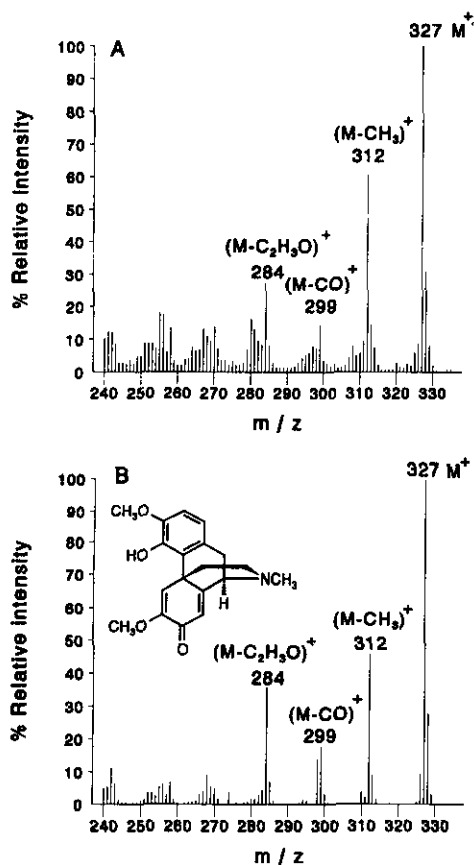 A
327 M+.
(M-CH3)+
312
(M-C2H3O)+
284
(M-CO)+
299
% Relative Intensity
100
90
80
70
60
50
40
30
20
10
0
240 250 260 270 280 290 300 310 320 330
m / z
B
327 M+.
CH3O
HO
NCH3
H
CH3O
O
(M-CH3)+
312
(M-C2H3O)+
284
(M-CO)+
299
% Relative intensity
100
90
80
70
60
50
40
30
20
10
0
240 250 260 270 280 290 300 310 320 330
m / z